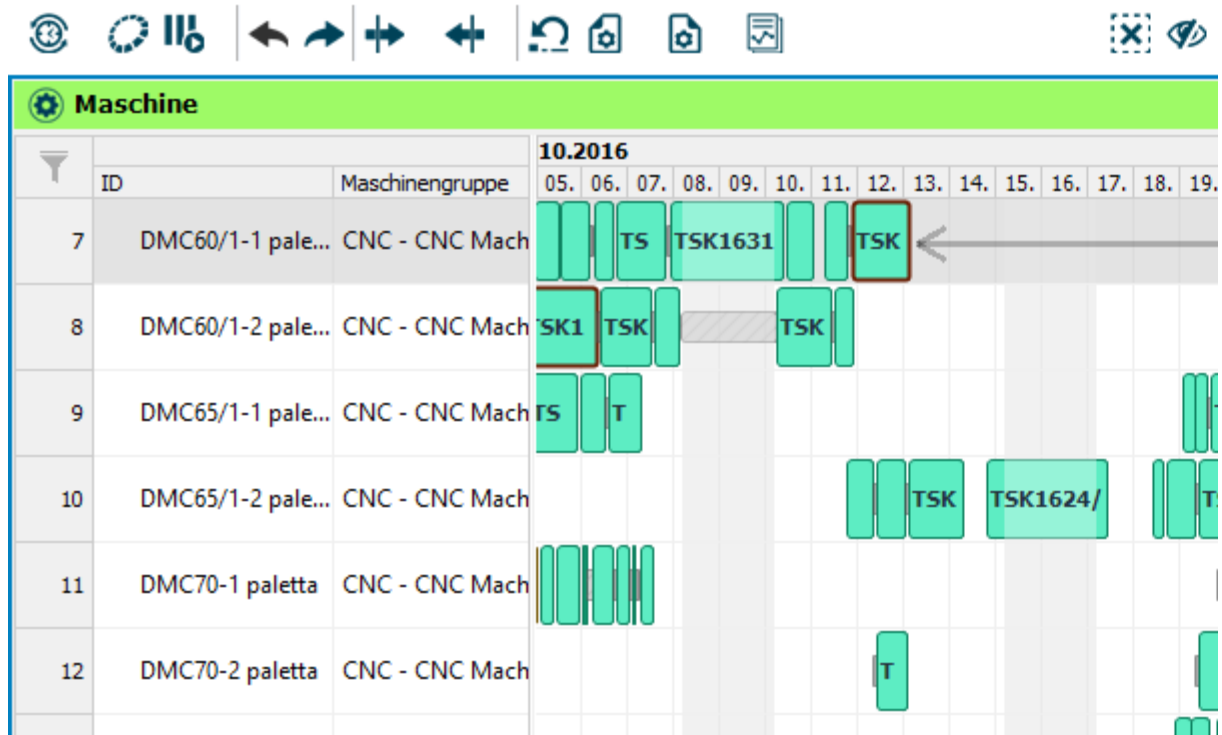 Maschine
10.2016
ID Maschinengruppe 05. 06. 07. 08. 09. 10. 11. 12. 13. 14. 15. 16. 17. 18. 19.
7 DMC60/1-1 pale... CNC - CNC Mach TS TSK1631 TSK
8 DMC60/1-2 pale... CNC - CNC Mach TSK1 TSK TSK
9 DMC65/1-1 pale... CNC - CNC Mach TS T
10 DMC65/1-2 pale... CNC - CNC Mach TSK TSK1624/ T
11 DMC70-1 paletta CNC - CNC Mach
12 DMC70-2 paletta CNC - CNC Mach T